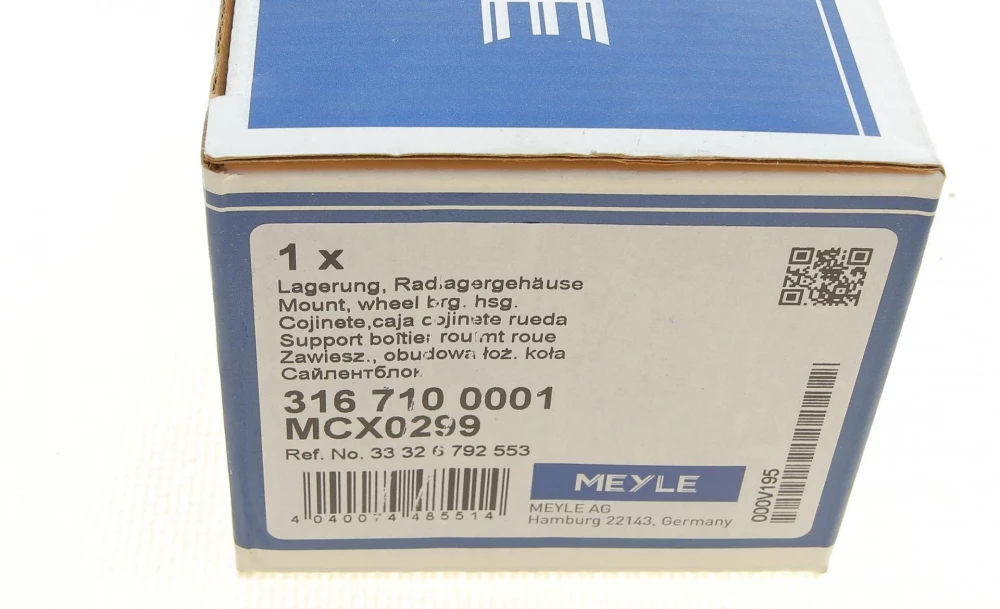 1 x
Lagerung, Radlagergehäuse
Mount, wheel brg. hsg.
Cojinete,caja cojinete rueda
Support boîtier roulmt roue
Zawiesz., obudowa łoż. koła
Сайлентблок
316 710 0001
MCX0299
Ref. No. 33 32 6 792 553
MEYLE
MEYLE AG
Hamburg 22143, Germany
4 040074 485514
000V195